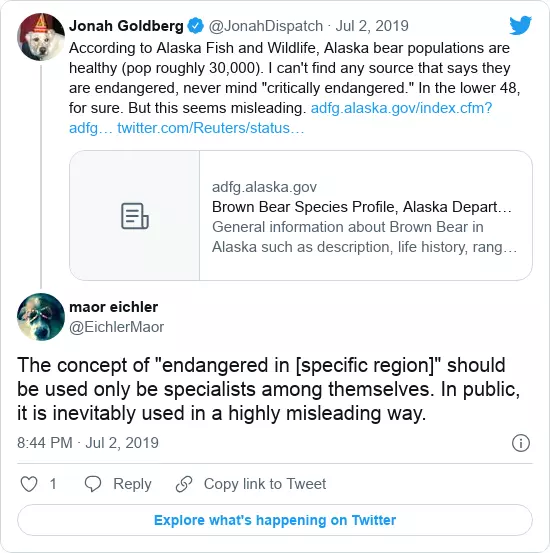 Jonah Goldberg @JonahDispatch · Jul 2, 2019
According to Alaska Fish and Wildlife, Alaska bear populations are
healthy (pop roughly 30,000). I can't find any source that says they
are endangered, never mind "critically endangered." In the lower 48,
for sure. But this seems misleading. adfg.alaska.gov/index.cfm?
adfg… twitter.com/Reuters/status…
adfg.alaska.gov
Brown Bear Species Profile, Alaska Depart…
General information about Brown Bear in
Alaska such as description, life history, rang…
maor eichler
@EichlerMaor
The concept of "endangered in [specific region]" should
be used only be specialists among themselves. In public,
it is inevitably used in a highly misleading way.
8:44 PM · Jul 2, 2019
1 Reply Copy link to Tweet
Explore what's happening on Twitter